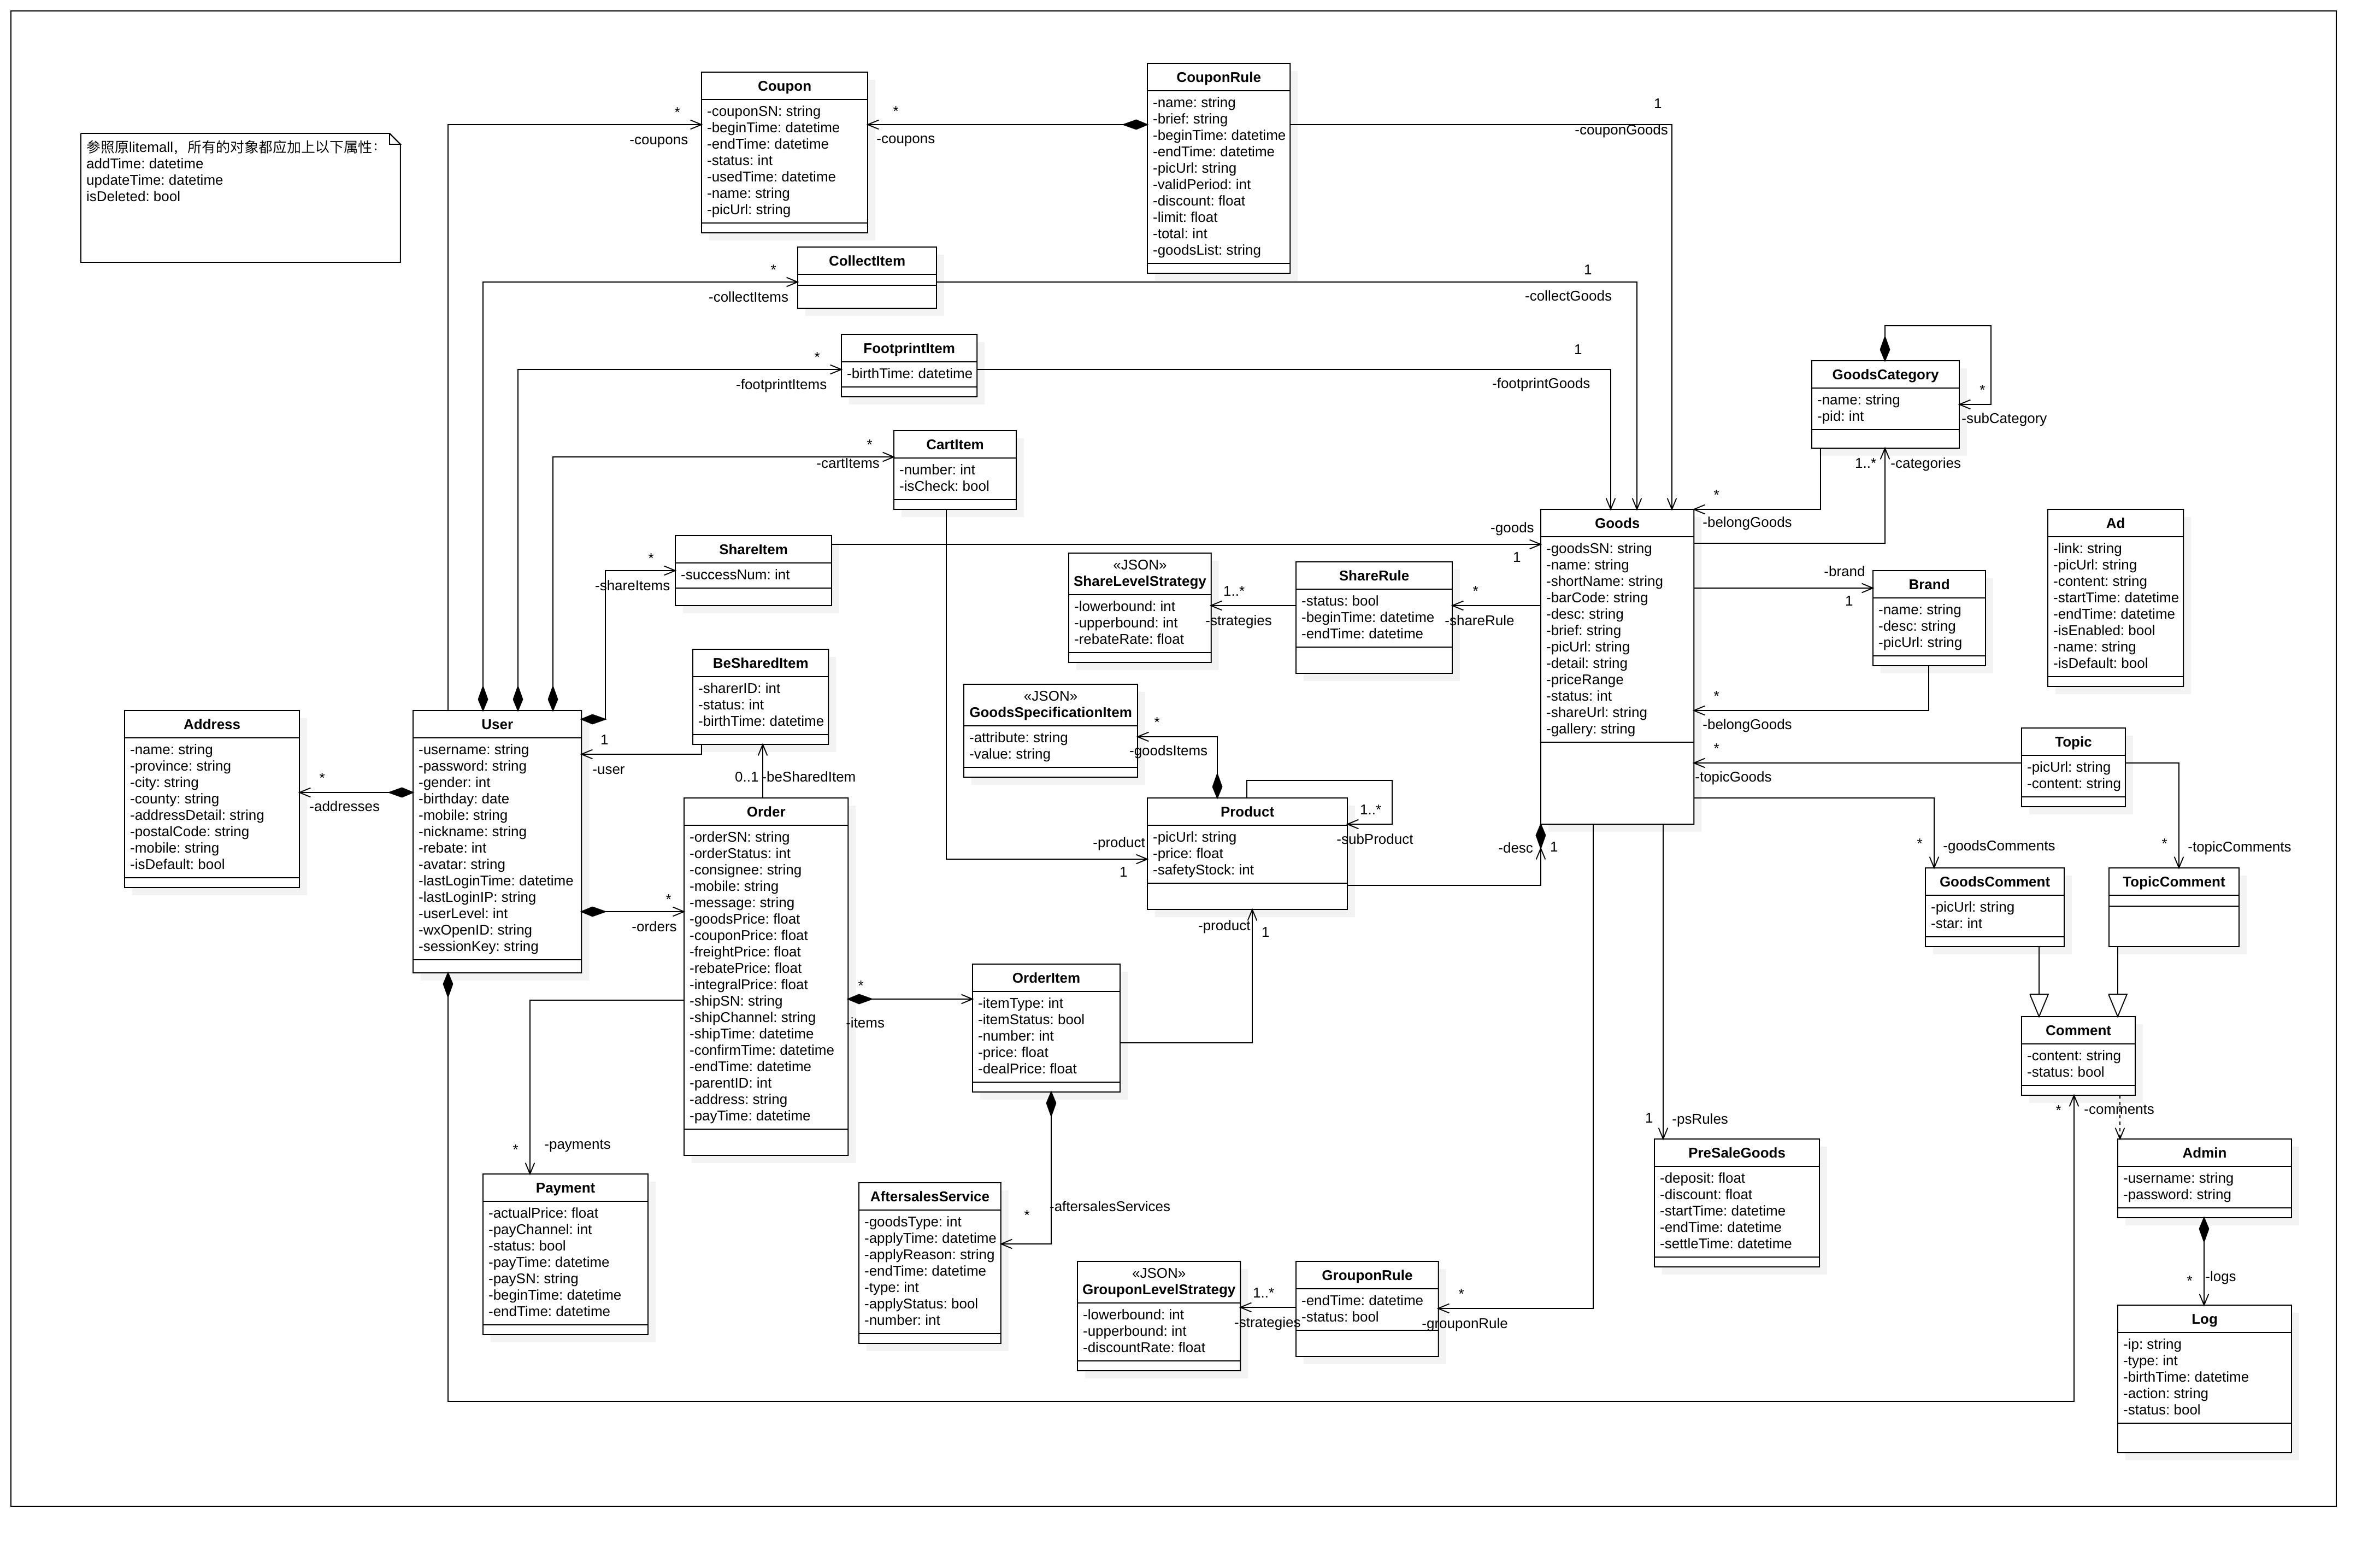 参照原litemall，所有的对象都应加上以下属性：
addTime: datetime
updateTime: datetime
isDeleted: bool
*
-coupons
Coupon
-couponSN: string
-beginTime: datetime
-endTime: datetime
-status: int
-usedTime: datetime
-name: string
-picUrl: string
*
-coupons
CouponRule
-name: string
-brief: string
-beginTime: datetime
-endTime: datetime
-picUrl: string
-validPeriod: int
-discount: float
-limit: float
-total: int
-goodsList: string
1
-couponGoods
*
-collectItems
CollectItem
1
-collectGoods
*
-footprintItems
FootprintItem
-birthTime: datetime
1
-footprintGoods
GoodsCategory
-name: string
-pid: int
*
-subCategory
1..*
-categories
*
-belongGoods
*
-cartItems
CartItem
-number: int
-isCheck: bool
*
-shareItems
ShareItem
-successNum: int
-goods
1
«JSON»
ShareLevelStrategy
-lowerbound: int
-upperbound: int
-rebateRate: float
1..*
-strategies
ShareRule
-status: bool
-beginTime: datetime
-endTime: datetime
*
-shareRule
Goods
-goodsSN: string
-name: string
-shortName: string
-barCode: string
-desc: string
-brief: string
-picUrl: string
-detail: string
-priceRange
-status: int
-shareUrl: string
-gallery: string
-brand
1
Brand
-name: string
-desc: string
-picUrl: string
*
-belongGoods
Ad
-link: string
-picUrl: string
-content: string
-startTime: datetime
-endTime: datetime
-isEnabled: bool
-name: string
-isDefault: bool
BeSharedItem
-sharerID: int
-status: int
-birthTime: datetime
1
-user
0..1
-beSharedItem
Address
-name: string
-province: string
-city: string
-county: string
-addressDetail: string
-postalCode: string
-mobile: string
-isDefault: bool
*
-addresses
User
-username: string
-password: string
-gender: int
-birthday: date
-mobile: string
-nickname: string
-rebate: int
-avatar: string
-lastLoginTime: datetime
-lastLoginIP: string
-userLevel: int
-wxOpenID: string
-sessionKey: string
*
-orders
Order
-orderSN: string
-orderStatus: int
-consignee: string
-mobile: string
-message: string
-goodsPrice: float
-couponPrice: float
-freightPrice: float
-rebatePrice: float
-integralPrice: float
-shipSN: string
-shipChannel: string
-shipTime: datetime
-confirmTime: datetime
-endTime: datetime
-parentID: int
-address: string
-payTime: datetime
«JSON»
GoodsSpecificationItem
-attribute: string
-value: string
*
-goodsItems
Product
-picUrl: string
-price: float
-safetyStock: int
1..*
-subProduct
-product
1
-desc
1
-product
1
Topic
-picUrl: string
-content: string
*
-topicGoods
*
-goodsComments
*
-topicComments
GoodsComment
-picUrl: string
-star: int
TopicComment
Comment
-content: string
-status: bool
*
-comments
*
-items
OrderItem
-itemType: int
-itemStatus: bool
-number: int
-price: float
-dealPrice: float
*
-payments
Payment
-actualPrice: float
-payChannel: int
-status: bool
-payTime: datetime
-paySN: string
-beginTime: datetime
-endTime: datetime
*
-aftersalesServices
AftersalesService
-goodsType: int
-applyTime: datetime
-applyReason: string
-endTime: datetime
-type: int
-applyStatus: bool
-number: int
«JSON»
GrouponLevelStrategy
-lowerbound: int
-upperbound: int
-discountRate: float
1..*
-strategies
GrouponRule
-endTime: datetime
-status: bool
*
-grouponRule
1
-psRules
PreSaleGoods
-deposit: float
-discount: float
-startTime: datetime
-endTime: datetime
-settleTime: datetime
Admin
-username: string
-password: string
*
-logs
Log
-ip: string
-type: int
-birthTime: datetime
-action: string
-status: bool